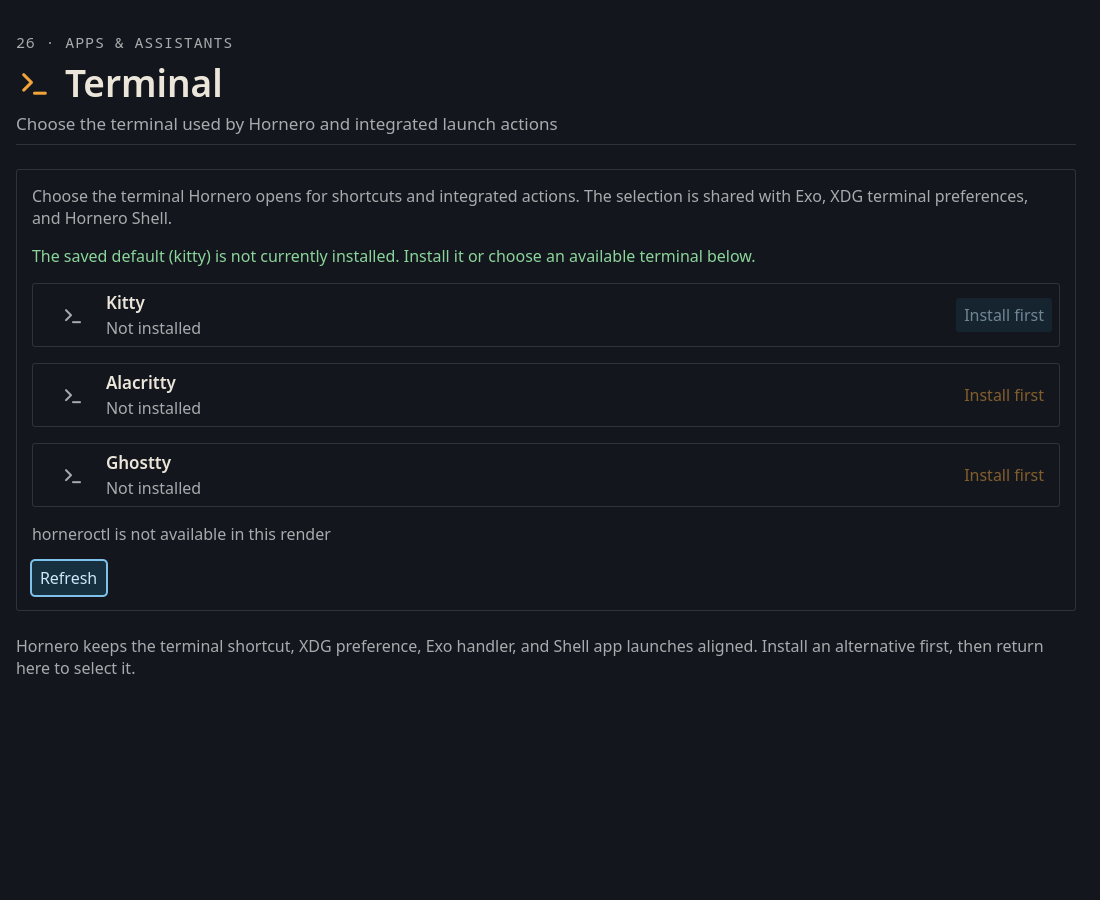 26 · APPS & ASSISTANTS
Terminal
Choose the terminal used by Hornero and integrated launch actions
Choose the terminal Hornero opens for shortcuts and integrated actions. The selection is shared with Exo, XDG terminal preferences,
and Hornero Shell.
The saved default (kitty) is not currently installed. Install it or choose an available terminal below.
Kitty
Not installed
Install first
Alacritty
Not installed
Install first
Ghostty
Not installed
Install first
horneroctl is not available in this render
Refresh
Hornero keeps the terminal shortcut, XDG preference, Exo handler, and Shell app launches aligned. Install an alternative first, then return
here to select it.